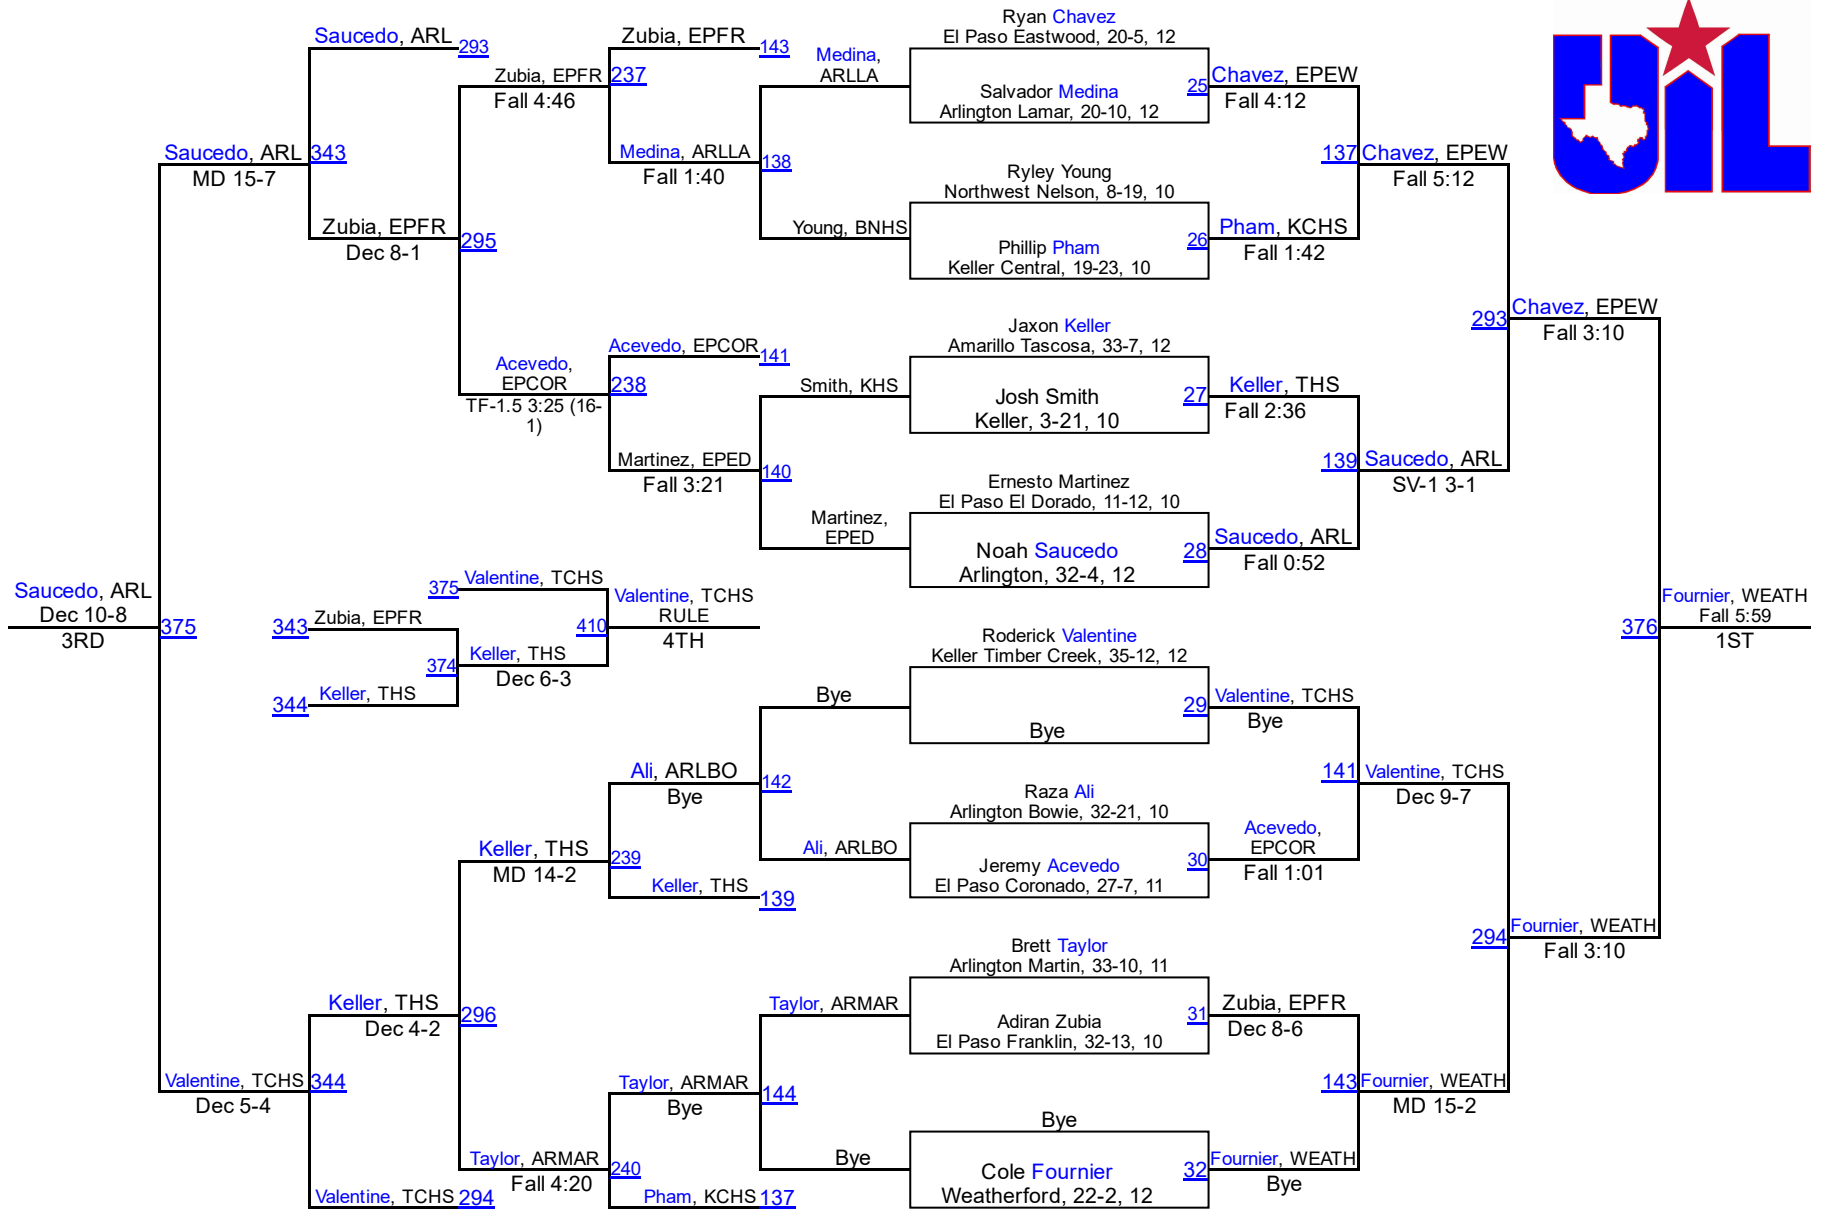 Ryan Chavez
El Paso Eastwood, 20-5, 12
Saucedo, ARL
293
Zubia, EPFR
143
Medina,
ARLLA
Zubia, EPFR
237
Fall 4:46
Salvador Medina
Arlington Lamar, 20-10, 12
25
Chavez, EPEW
Fall 4:12
UIL
Saucedo, ARL
343
MD 15-7
Medina, ARLLA
138
Fall 1:40
137
Chavez, EPEW
Fall 5:12
Ryley Young
Northwest Nelson, 8-19, 10
Zubia, EPFR
295
Dec 8-1
Young, BNHS
Phillip Pham
Keller Central, 19-23, 10
26
Pham, KCHS
Fall 1:42
293
Chavez, EPEW
Fall 3:10
Jaxon Keller
Amarillo Tascosa, 33-7, 12
Acevedo, EPCOR
141
Acevedo,
EPCOR
238
TF-1.5 3:25 (16-
1)
Smith, KHS
Josh Smith
Keller, 3-21, 10
27
Keller, THS
Fall 2:36
Martinez, EPED
140
Fall 3:21
139
Saucedo, ARL
SV-1 3-1
Ernesto Martinez
El Paso El Dorado, 11-12, 10
Martinez,
EPED
Noah Saucedo
Arlington, 32-4, 12
28
Saucedo, ARL
Fall 0:52
Saucedo, ARL
Dec 10-8
3RD
375
375
Valentine, TCHS
343
Zubia, EPFR
410
Valentine, TCHS
RULE
4TH
374
Keller, THS
Dec 6-3
344
Keller, THS
Fournier, WEATH
Fall 5:59
1ST
376
Roderick Valentine
Keller Timber Creek, 35-12, 12
Bye
Bye
29
Valentine, TCHS
Bye
Ali, ARLBO
Bye
142
141
Valentine, TCHS
Dec 9-7
Raza Ali
Arlington Bowie, 32-21, 10
Keller, THS
MD 14-2
239
Ali, ARLBO
Jeremy Acevedo
El Paso Coronado, 27-7, 11
30
Acevedo,
EPCOR
Fall 1:01
Keller, THS
139
294
Fournier, WEATH
Fall 3:10
Brett Taylor
Arlington Martin, 33-10, 11
Keller, THS
Dec 4-2
296
Taylor, ARMAR
Adiran Zubia
El Paso Franklin, 32-13, 10
31
Zubia, EPFR
Dec 8-6
Valentine, TCHS
344
Dec 5-4
Taylor, ARMAR
Bye
144
143
Fournier, WEATH
MD 15-2
Bye
Taylor, ARMAR
240
Fall 4:20
Bye
Cole Fournier
Weatherford, 22-2, 12
32
Fournier, WEATH
Bye
Valentine, TCHS
294
Pham, KCHS
137